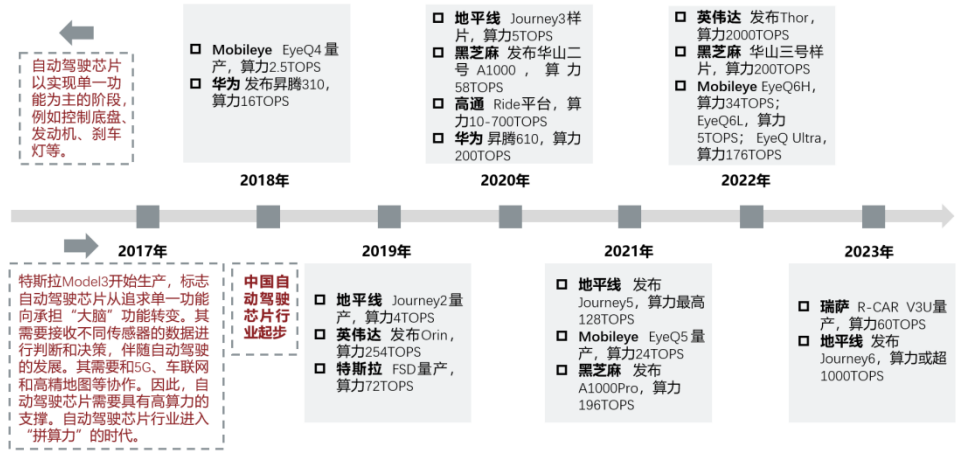 自动驾驶芯片
以实现单一功
能为主的阶段，
例如控制底盘、
发动机、刹车
灯等。
Mobileye EyeQ4量
产，算力2.5TOPS
华为 发布昇腾310，
算力16TOPS
2018年
地平线 Journey3样
片，算力5TOPS
黑芝麻 发布华山二
号A1000，算力
58TOPS
高通 Ride平台，算
力10-700TOPS
华为 昇腾610，算力
200TOPS
2020年
英伟达 发布Thor，
算力2000TOPS
黑芝麻 华山三号样
片，算力200TOPS
Mobileye EyeQ6H，
算力34TOPS；
EyeQ6L，算力
5TOPS； EyeQ Ultra，
算力176TOPS
2022年
2017年
特斯拉Model3开始生产，标志
自动驾驶芯片从追求单一功能
向承担“大脑”功能转变。其
需要接收不同传感器的数据进
行判断和决策，伴随自动驾驶
的发展。其需要和5G、车联网
和高精地图等协作。因此，自
动驾驶芯片需要具有高算力的
支撑。自动驾驶芯片行业进入
“拼算力”的时代。
中国自
动驾驶
芯片行
业起步
2019年
地平线 Journey2量
产，算力4TOPS
英伟达 发布Orin，
算力254TOPS
特斯拉 FSD量产，
算力72TOPS
2021年
地平线 发布
Journey5，算力最高
128TOPS
Mobileye EyeQ5量
产，算力24TOPS
黑芝麻 发布
A1000Pro，算力
196TOPS
2023年
瑞萨 R-CAR V3U量
产，算力60TOPS
地平线 发布
Journey6，算力或超
1000TOPS